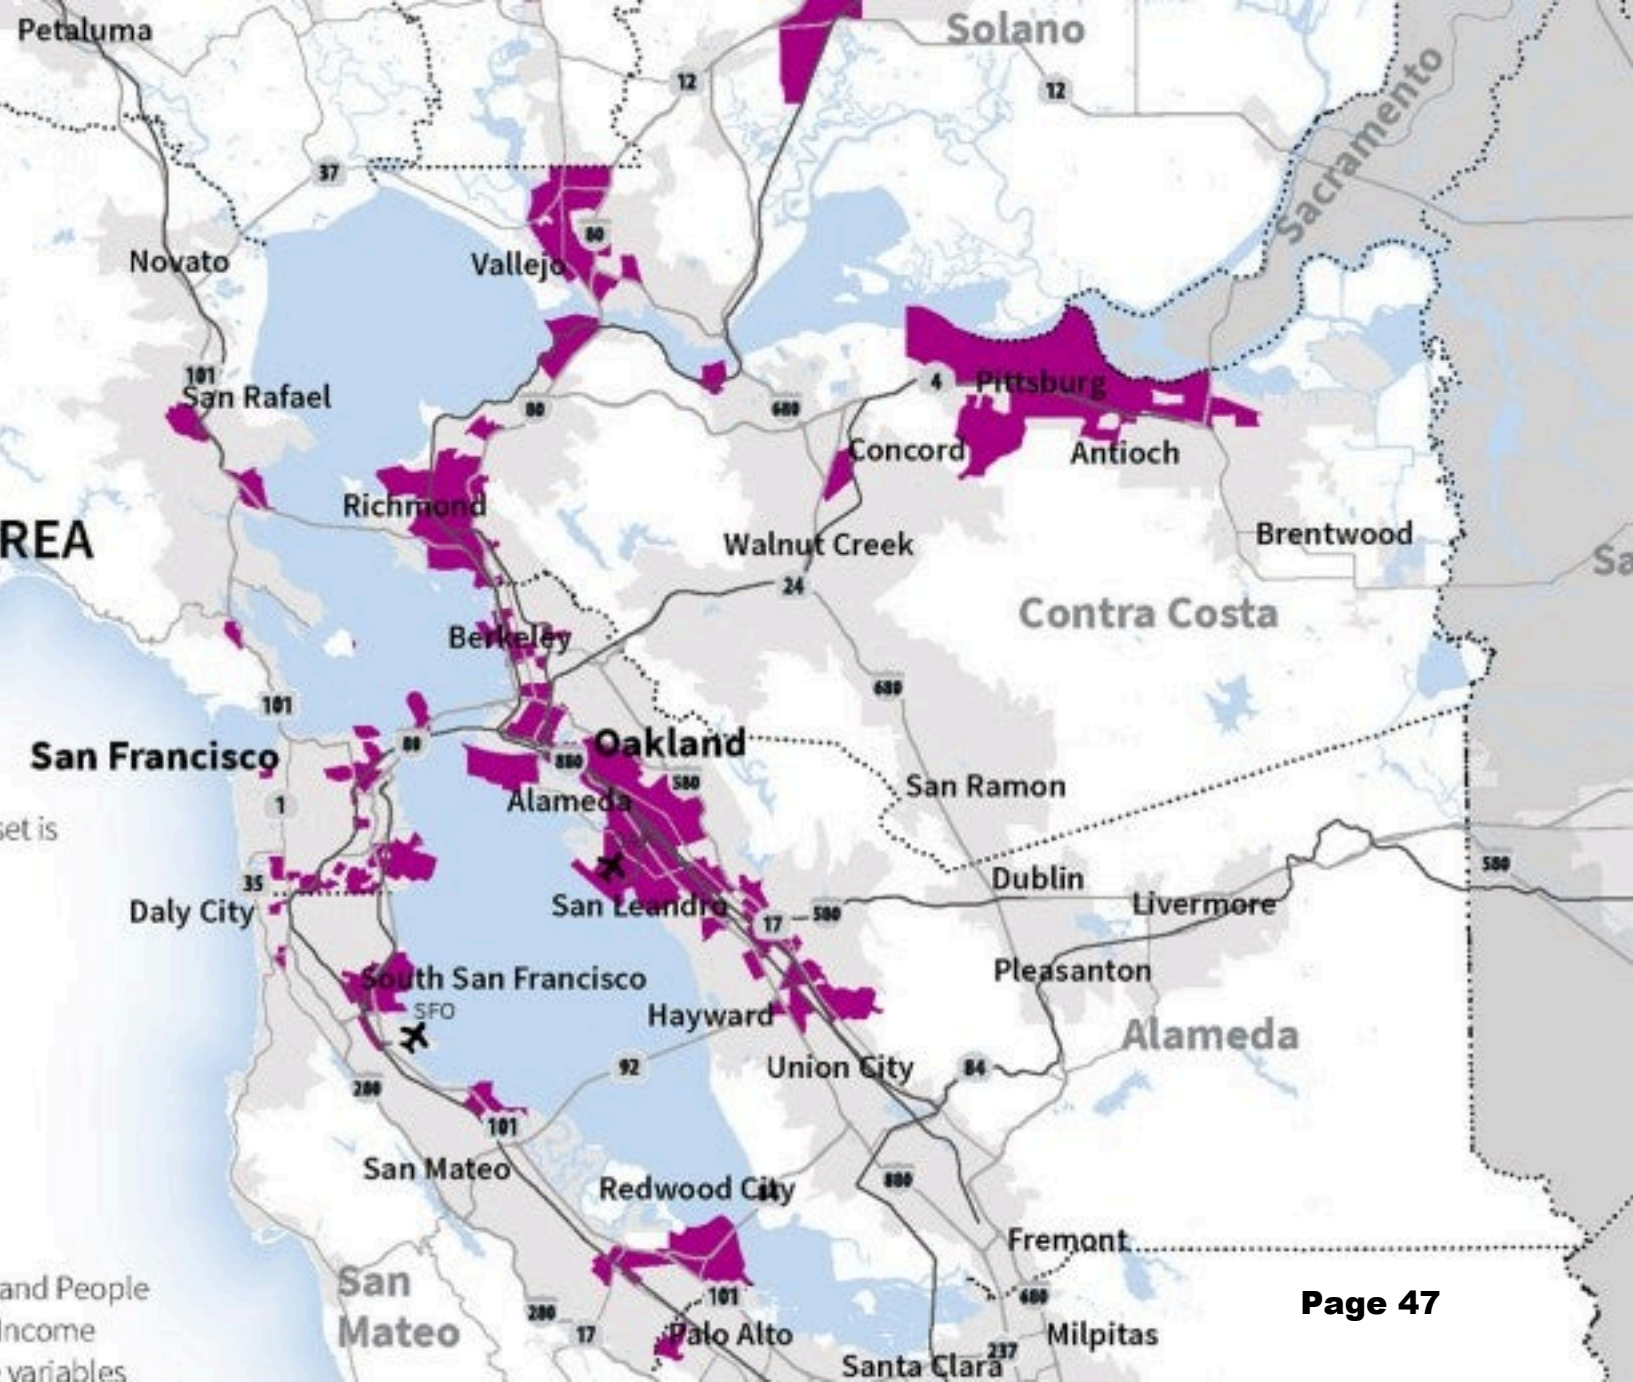 Petaluma
Solano
12
12
Sacramento
37
80
Novato
Vallejo
101
San Rafael
80
680
4
Pittsburg
Concord
Antioch
Richmond
REA
Walnut Creek
Brentwood
24
Sa
Contra Costa
Berkeley
680
101
San Francisco
80
Oakland
880
580
San Ramon
1
Alameda
set is
580
35
Dublin
Daly City
San Leandro
17
580
Livermore
South San Francisco
Pleasanton
SFO
Hayward
Alameda
92
Union City
84
280
101
San Mateo
Redwood City
880
Fremont
San
Mateo
and People
101
680
Page 47
280
17
Palo Alto
Milpitas
Income
237
Santa Clara
variables